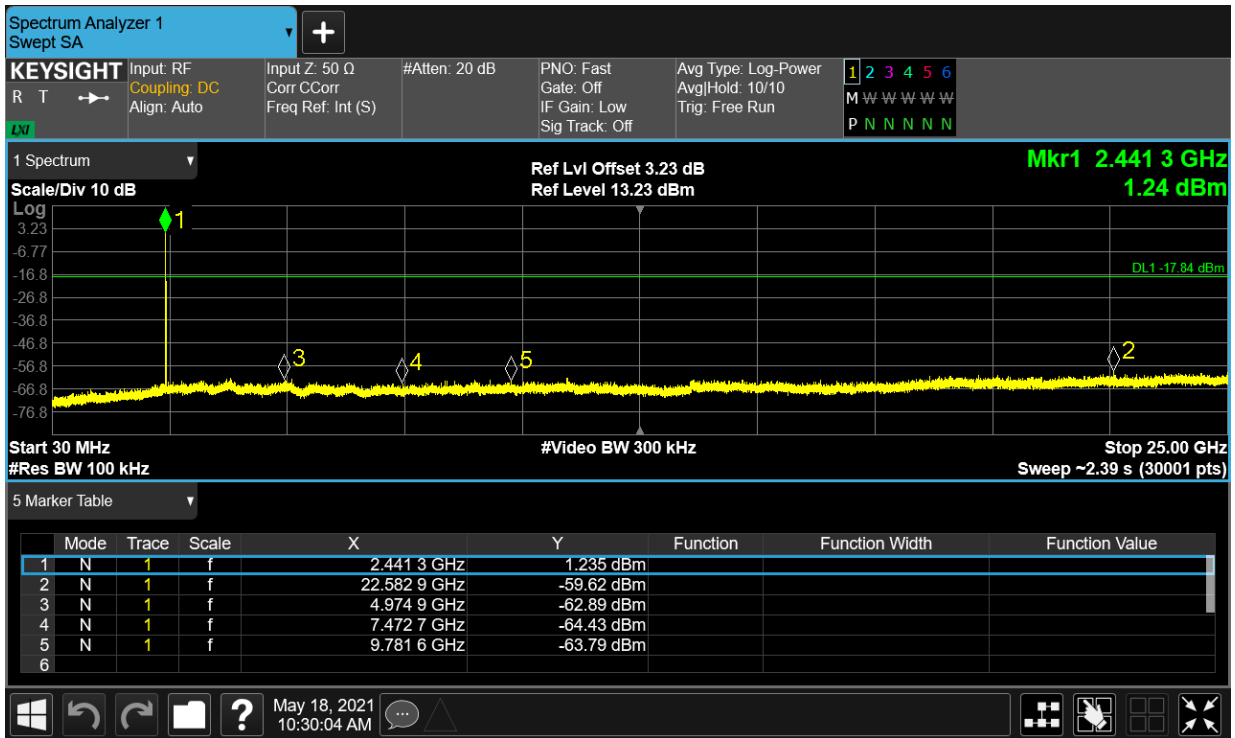 Spectrum Analyzer 1
Swept SA
KEYSIGHT
R T
LXI
Input: RF
Coupling: DC
Align: Auto
Input Z: 50 Ω
Corr CCorr
Freq Ref: Int (S)
#Atten: 20 dB
PNO: Fast
Gate: Off
IF Gain: Low
Sig Track: Off
Avg Type: Log-Power
Avg|Hold: 10/10
Trig: Free Run
1 2 3 4 5 6
M W W W W W
P N N N N N
1 Spectrum
Scale/Div 10 dB
Ref Lvl Offset 3.23 dB
Ref Level 13.23 dBm
Mkr1 2.441 3 GHz
1.24 dBm
Log
3.23
-6.77
-16.8
-26.8
-36.8
-46.8
-56.8
-66.8
-76.8
1
DL1 -17.84 dBm
3
4
5
2
Start 30 MHz
#Res BW 100 kHz
#Video BW 300 kHz
Stop 25.00 GHz
Sweep ~2.39 s (30001 pts)
5 Marker Table
Mode Trace Scale X Y Function Function Width Function Value
1 N 1 f 2.441 3 GHz 1.235 dBm
2 N 1 f 22.582 9 GHz -59.62 dBm
3 N 1 f 4.974 9 GHz -62.89 dBm
4 N 1 f 7.472 7 GHz -64.43 dBm
5 N 1 f 9.781 6 GHz -63.79 dBm
6
?
May 18, 2021
10:30:04 AM